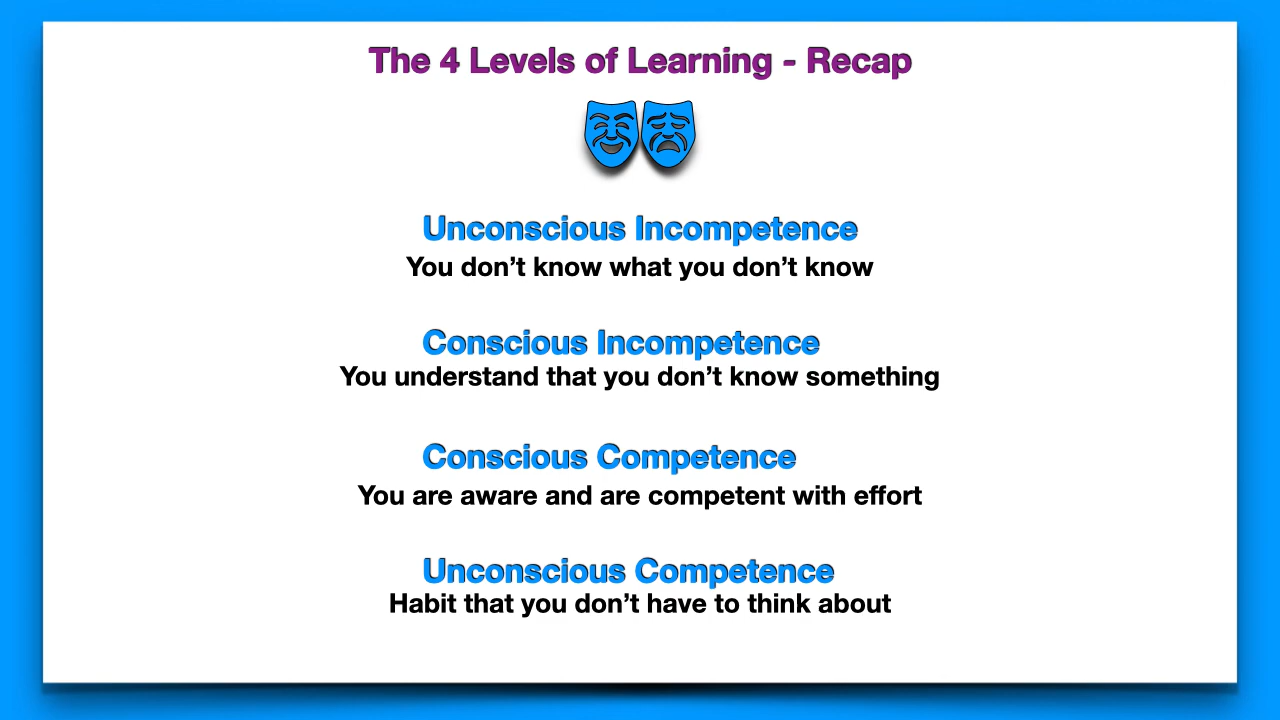 The 4 Levels of Learning - Recap
Unconscious Incompetence
You don’t know what you don’t know
Conscious Incompetence
You understand that you don’t know something
Conscious Competence
You are aware and are competent with effort
Unconscious Competence
Habit that you don’t have to think about